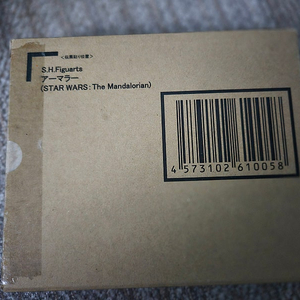 S.H.Figuarts
アーマラー
(STAR WARS：The Mandalorian)
4 573102 610058